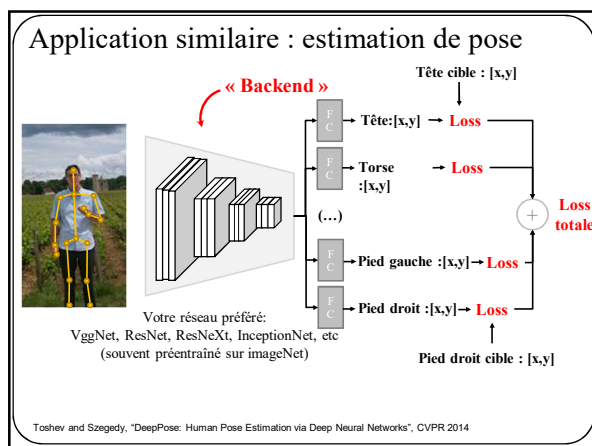 Application similaire : estimation de pose
Tête cible : [x,y]
« Backend »
F C
Tête:[x,y]
Loss
F C
Torse
:[x,y]
Loss
(…)
Loss
totale
+
F C
Pied gauche :[x,y]
Loss
F C
Pied droit :[x,y]
Loss
Votre réseau préféré:
VggNet, ResNet, ResNeXt, InceptionNet, etc
(souvent préentraîné sur imageNet)
Pied droit cible : [x,y]
Toshev and Szegedy, “DeepPose: Human Pose Estimation via Deep Neural Networks”, CVPR 2014